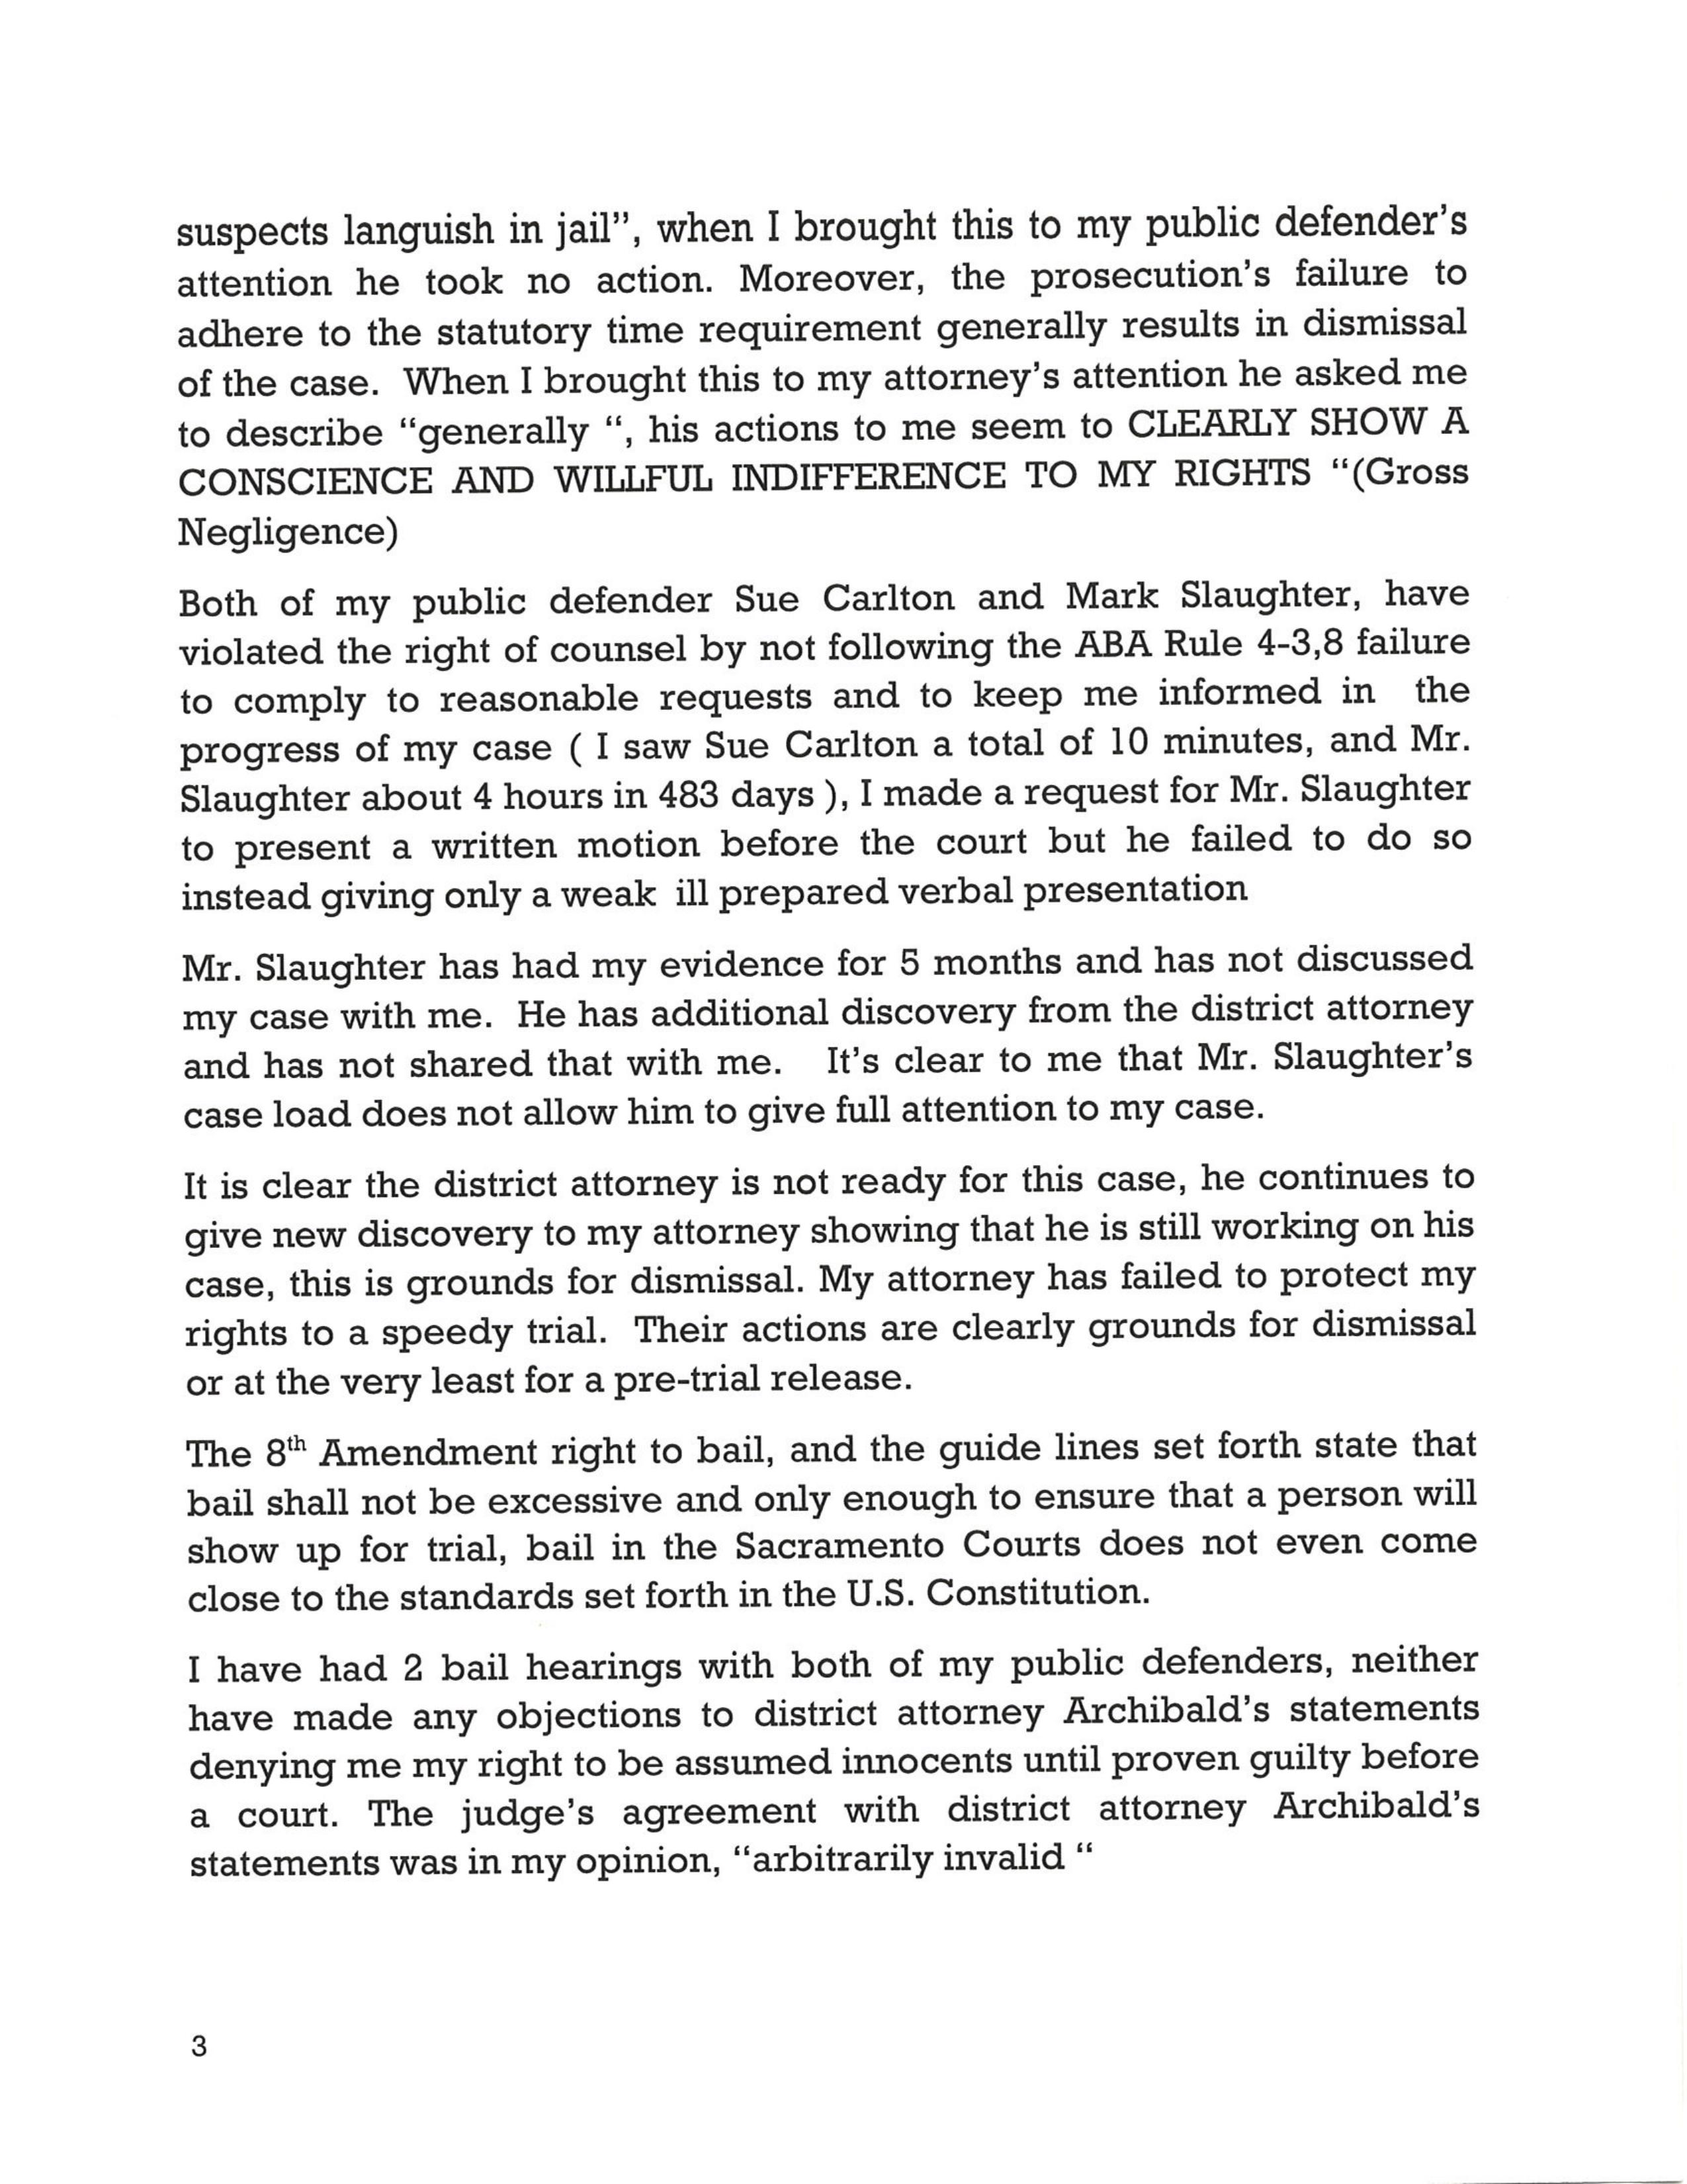 suspects languish in jail”, when I brought this to my public defender’s
attention he took no action. Moreover, the prosecution’s failure to
adhere to the statutory time requirement generally results in dismissal
of the case. When I brought this to my attorney’s attention he asked me
to describe “generally “, his actions to me seem to CLEARLY SHOW A
CONSCIENCE AND WILLFUL INDIFFERENCE TO MY RIGHTS “(Gross
Negligence)
Both of my public defender Sue Carlton and Mark Slaughter, have
violated the right of counsel by not following the ABA Rule 4-3,8 failure
to comply to reasonable requests and to keep me informed in the
progress of my case ( I saw Sue Carlton a total of 10 minutes, and Mr.
Slaughter about 4 hours in 483 days ), I made a request for Mr. Slaughter
to present a written motion before the court but he failed to do so
instead giving only a weak ill prepared verbal presentation
Mr. Slaughter has had my evidence for 5 months and has not discussed
my case with me. He has additional discovery from the district attorney
and has not shared that with me. It’s clear to me that Mr. Slaughter’s
case load does not allow him to give full attention to my case.
It is clear the district attorney is not ready for this case, he continues to
give new discovery to my attorney showing that he is still working on his
case, this is grounds for dismissal. My attorney has failed to protect my
rights to a speedy trial. Their actions are clearly grounds for dismissal
or at the very least for a pre-trial release.
The 8th Amendment right to bail, and the guide lines set forth state that
bail shall not be excessive and only enough to ensure that a person will
show up for trial, bail in the Sacramento Courts does not even come
close to the standards set forth in the U.S. Constitution.
I have had 2 bail hearings with both of my public defenders, neither
have made any objections to district attorney Archibald’s statements
denying me my right to be assumed innocents until proven guilty before
a court. The judge’s agreement with district attorney Archibald’s
statements was in my opinion, “arbitrarily invalid “
3